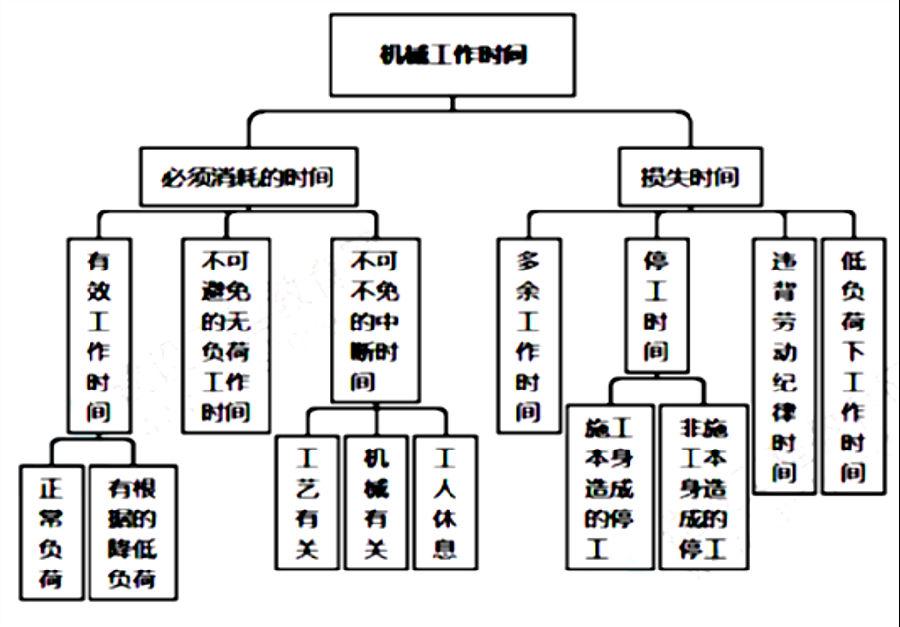 机械工作时间
必须消耗的时间
损失时间
有
效
工
作
时
间
不可
避免
的无
负荷
工作
时间
不可
不免
的中
断时
间
多
余
工
作
时
间
停
工
时
间
违
背
劳
动
纪
律
时
间
低
负
荷
下
工
作
时
间
正
常
负
荷
有根
据的
降低
负荷
工
艺
有
关
机
械
有
关
工
人
休
息
施工
本身
造成
的停
工
非施
工本
身造
成的
停工